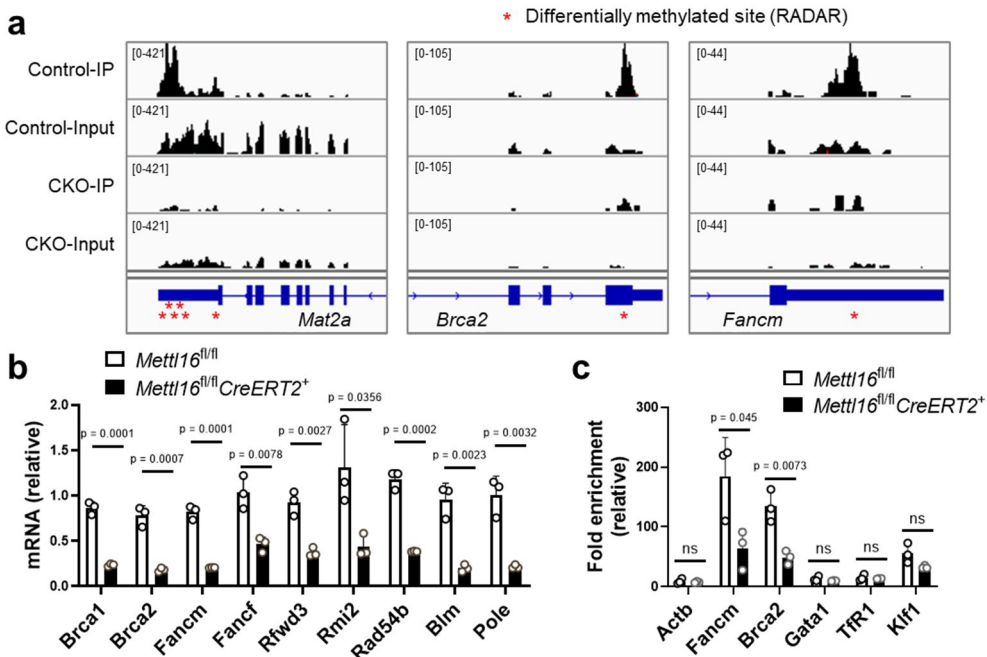 a
* Differentially methylated site (RADAR)
Control-IP
[0-421]
[0-105]
[0-44]
Control-Input
[0-421]
[0-105]
[0-44]
CKO-IP
[0-421]
[0-105]
[0-44]
CKO-Input
[0-421]
[0-105]
[0-44]
* *
* * * *
*
*
Mat2a
Brca2
Fancm
b
Mettl16fl/fl
Mettl16fl/flCreERT2+
mRNA (relative)
2.0
1.5
1.0
0.5
0.0
p = 0.0001
p = 0.0007
p = 0.0001
p = 0.0078
p = 0.0027
p = 0.0356
p = 0.0002
p = 0.0023
p = 0.0032
Brca1
Brca2
Fancm
Fancf
Rfwd3
Rmi2
Rad54b
Blm
Pole
c
Mettl16fl/fl
Mettl16fl/flCreERT2+
Fold enrichment
(relative)
300
200
100
0
ns
p = 0.045
p = 0.0073
ns
ns
ns
Actb
Fancm
Brca2
Gata1
TfR1
Klf1